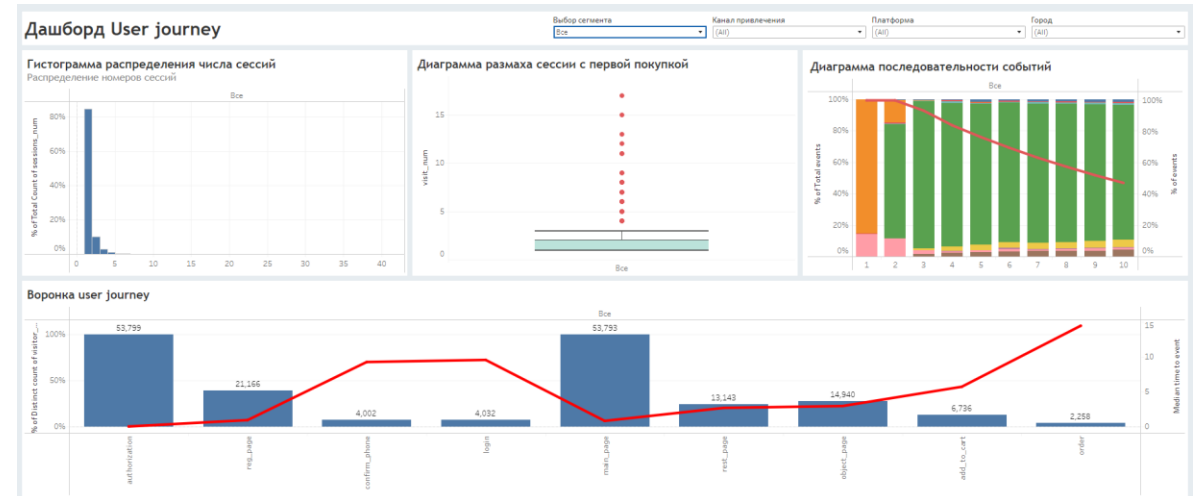 Дашборд User journey
Выбор сегмента
Все
Канал привлечения
(All)
Платформа
(All)
Город
(All)
Гистограмма распределения числа сессий
Распределение номеров сессий
Все
% of Total Count of sessions_num
80%
60%
40%
20%
0%
0 5 10 15 20 25 30 35 40
Диаграмма размаха сессии с первой покупкой
visit_num
15
10
5
0
Все
Диаграмма последовательности событий
Все
% of Total events
100%
80%
60%
40%
20%
0%
100%
80%
60%
40%
20%
0%
% of events
1 2 3 4 5 6 7 8 9 10
Воронка user journey
Все
% of Distinct count of visitor_...
100%
50%
0%
53,799
21,166
4,002
4,032
53,793
13,143
14,940
6,736
2,258
15
10
5
0
Median time to event
authorization
reg_page
confirm_phone
login
main_page
rest_page
object_page
add_to_cart
order